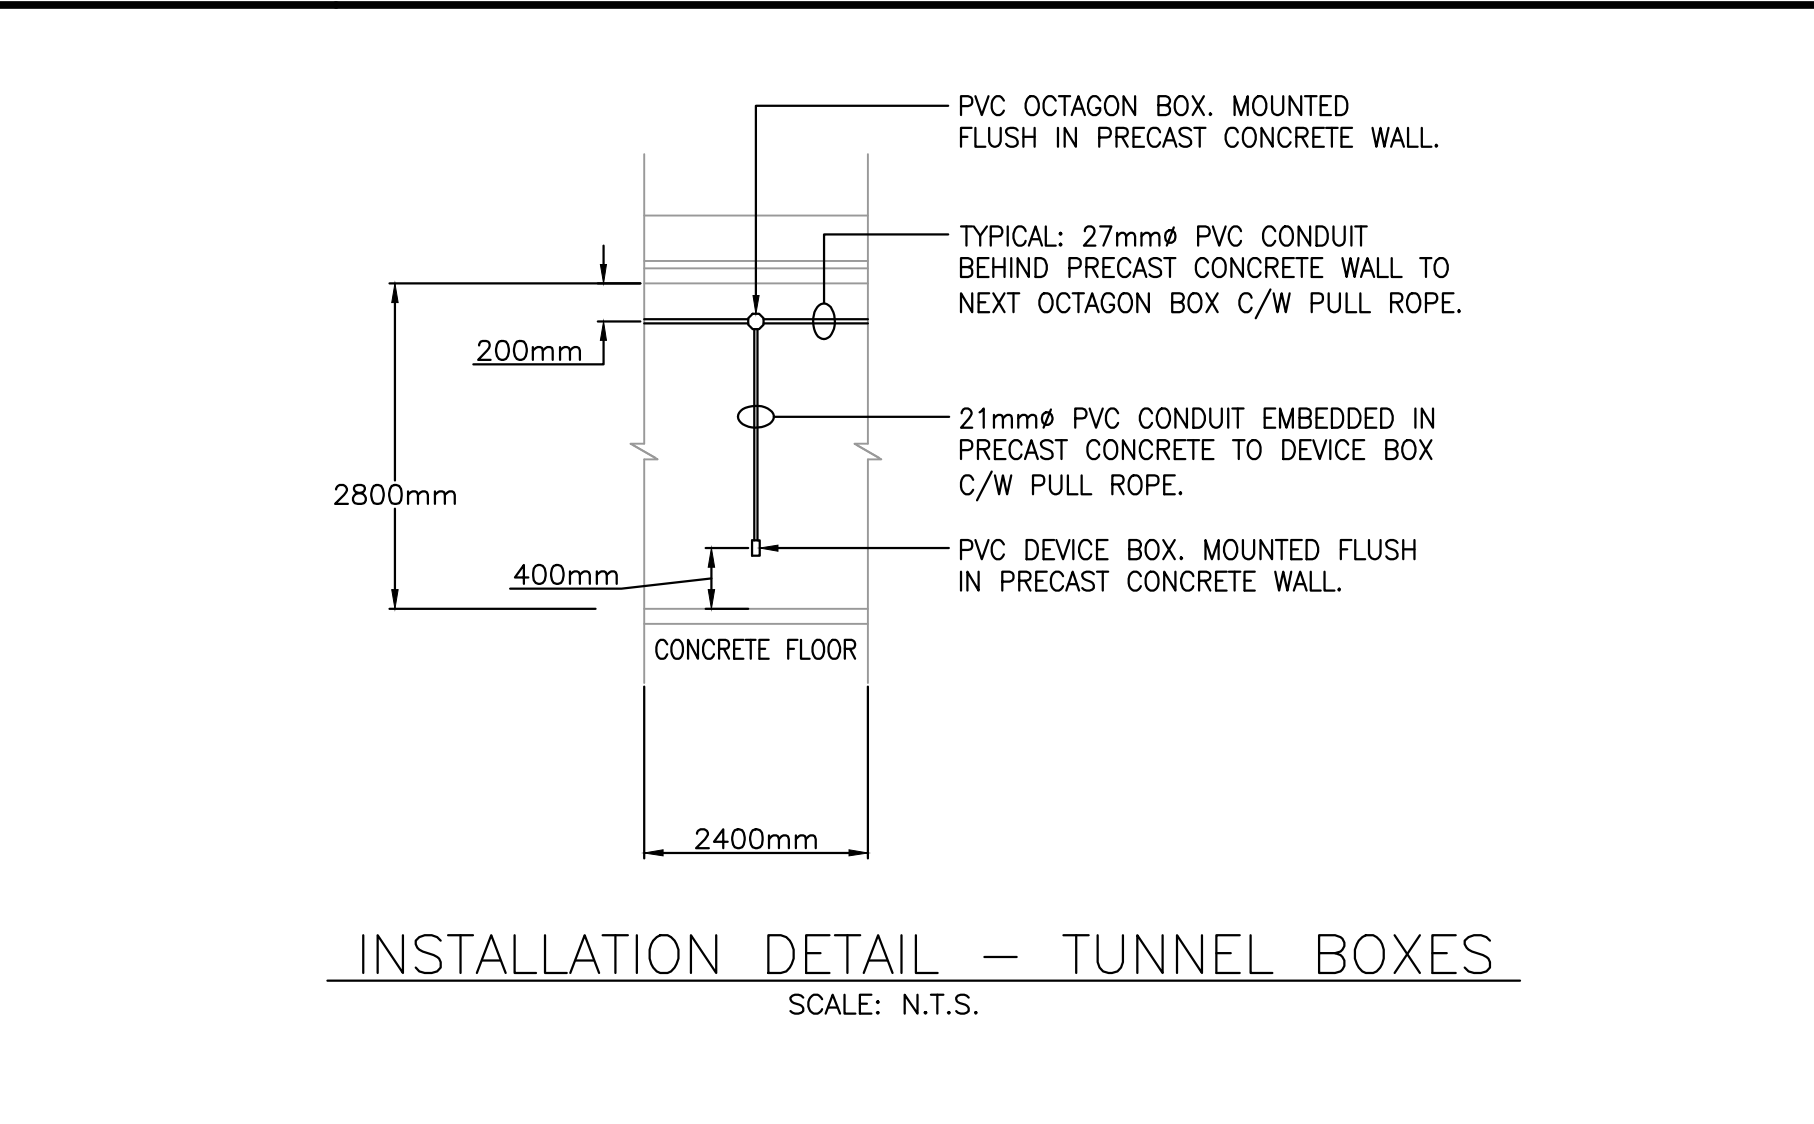 PVC OCTAGON BOX. MOUNTED
FLUSH IN PRECAST CONCRETE WALL.
TYPICAL: 27mmø PVC CONDUIT
BEHIND PRECAST CONCRETE WALL TO
NEXT OCTAGON BOX C/W PULL ROPE.
200mm
21mmø PVC CONDUIT EMBEDDED IN
PRECAST CONCRETE TO DEVICE BOX
C/W PULL ROPE.
2800mm
PVC DEVICE BOX. MOUNTED FLUSH
IN PRECAST CONCRETE WALL.
400mm
CONCRETE FLOOR
2400mm
INSTALLATION DETAIL – TUNNEL BOXES
SCALE: N.T.S.